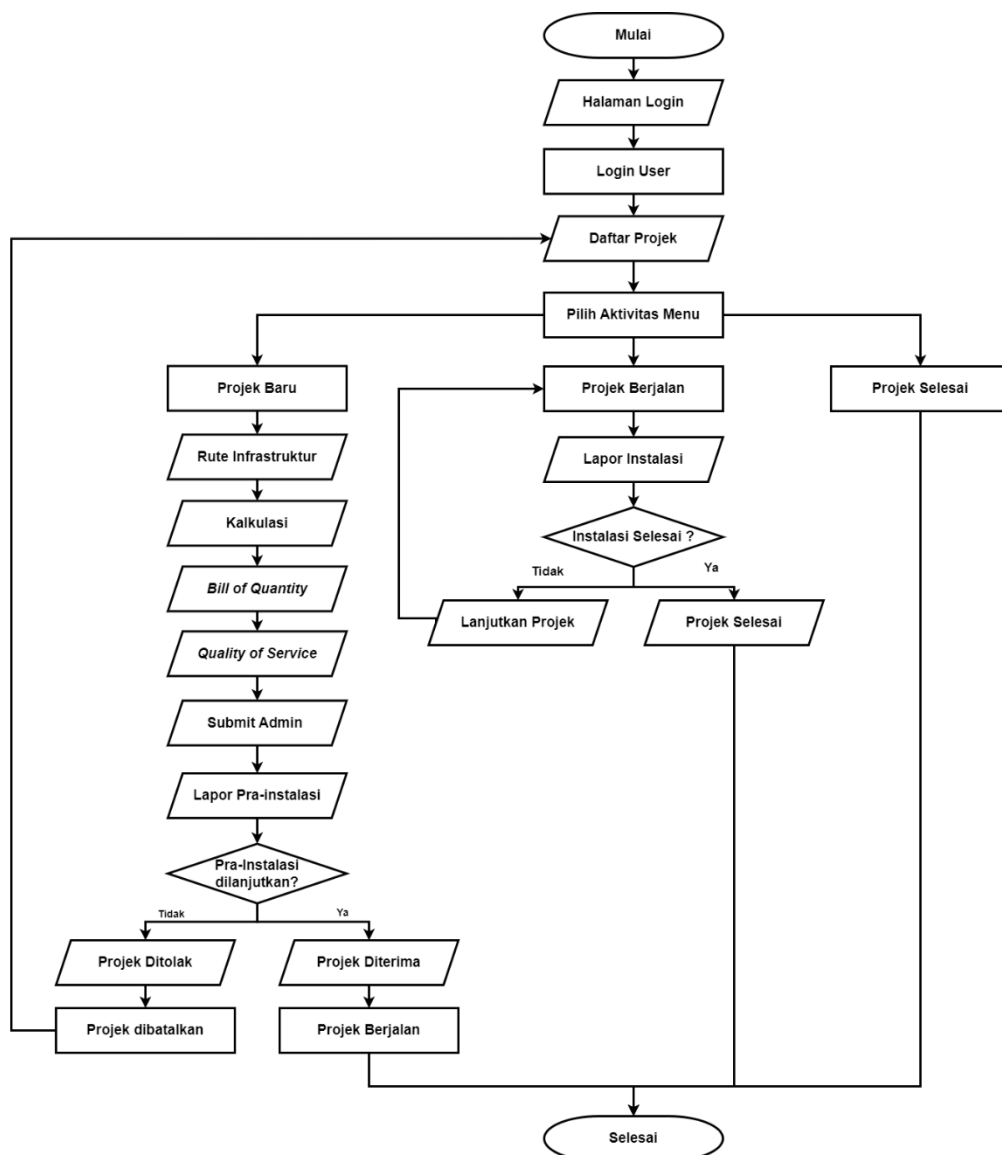 Mulai
Halaman Login
Login User
Daftar Projek
Pilih Aktivitas Menu
Projek Baru
Projek Berjalan
Projek Selesai
Rute Infrastruktur
Lapor Instalasi
Kalkulasi
Instalasi Selesai ?
Tidak
Ya
Bill of Quantity
Lanjutkan Projek
Projek Selesai
Quality of Service
Submit Admin
Lapor Pra-instalasi
Pra-Instalasi
dilanjutkan?
Tidak
Ya
Projek Ditolak
Projek Diterima
Projek dibatalkan
Projek Berjalan
Selesai